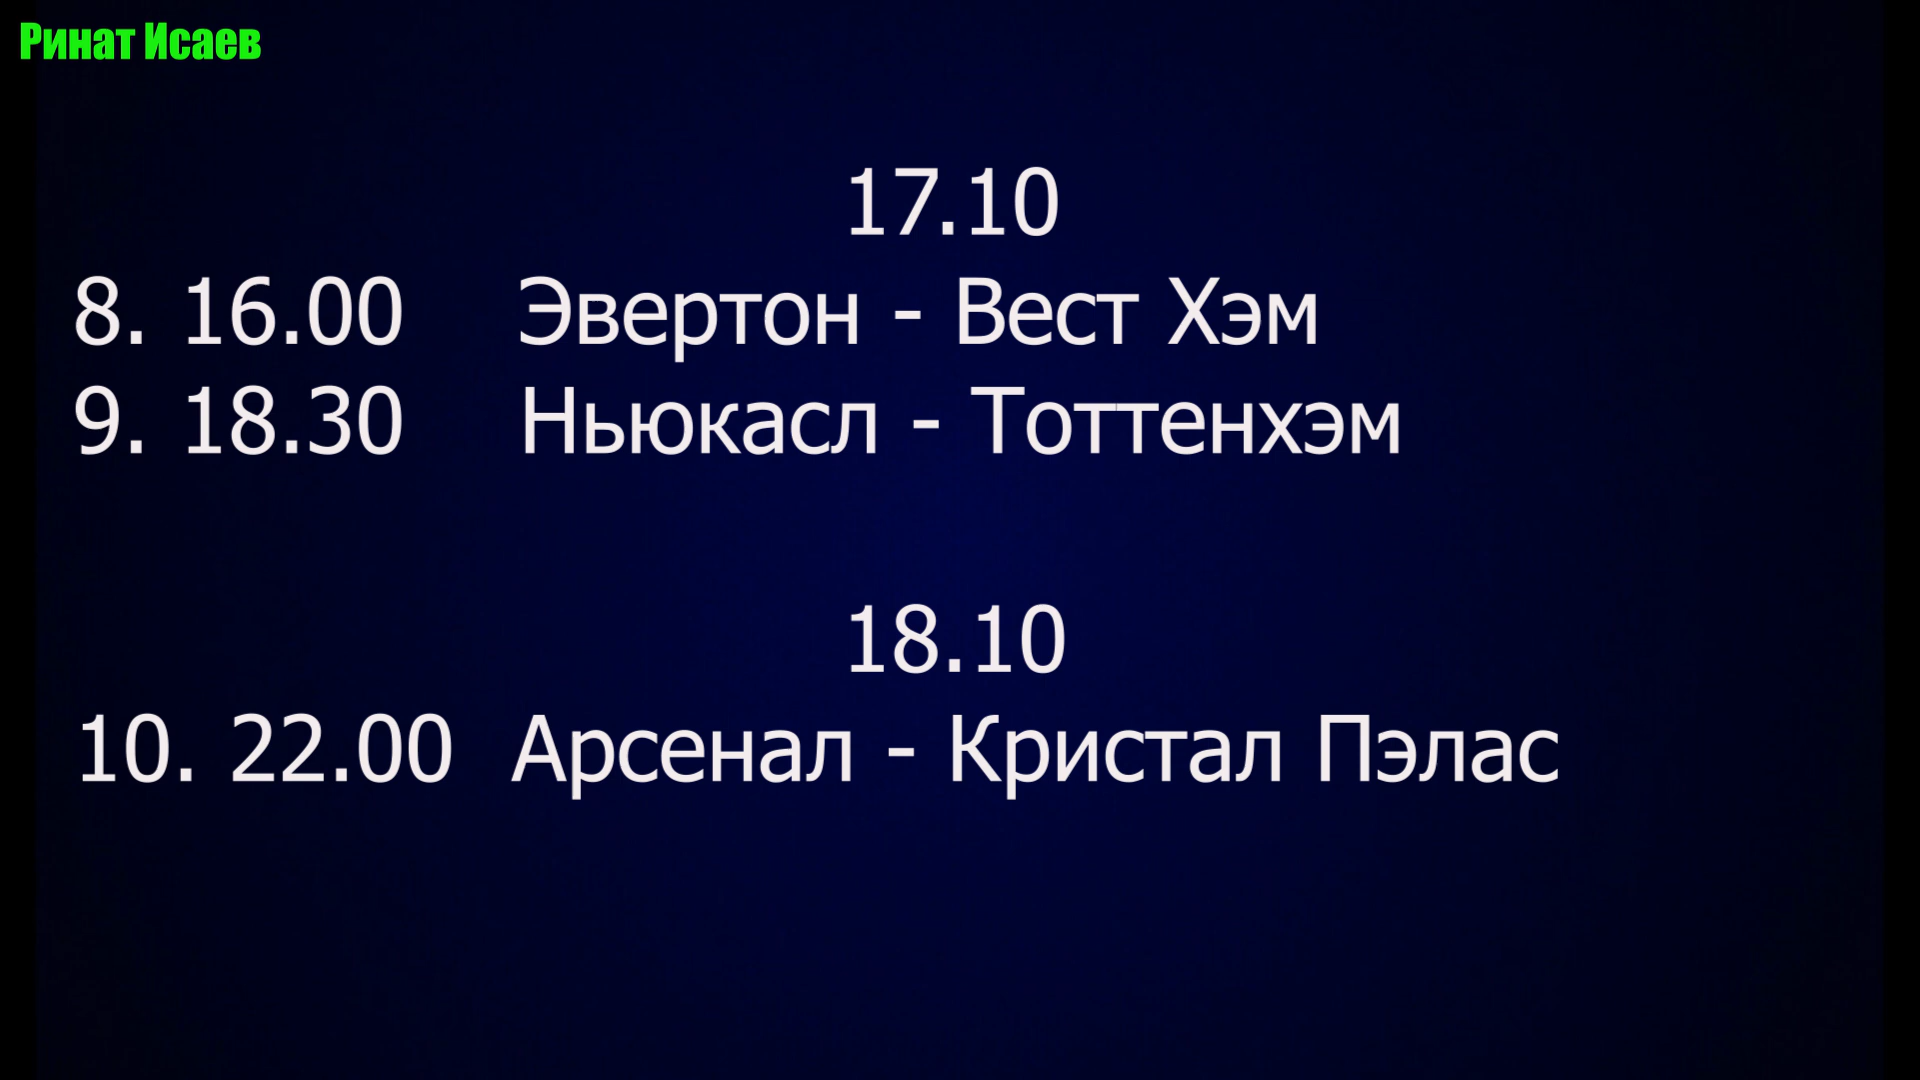 Ринат Исаев
17.10
8. 16.00 Эвертон - Вест Хэм
9. 18.30 Ньюкасл - Тоттенхэм
18.10
10. 22.00 Арсенал - Кристал Пэлас